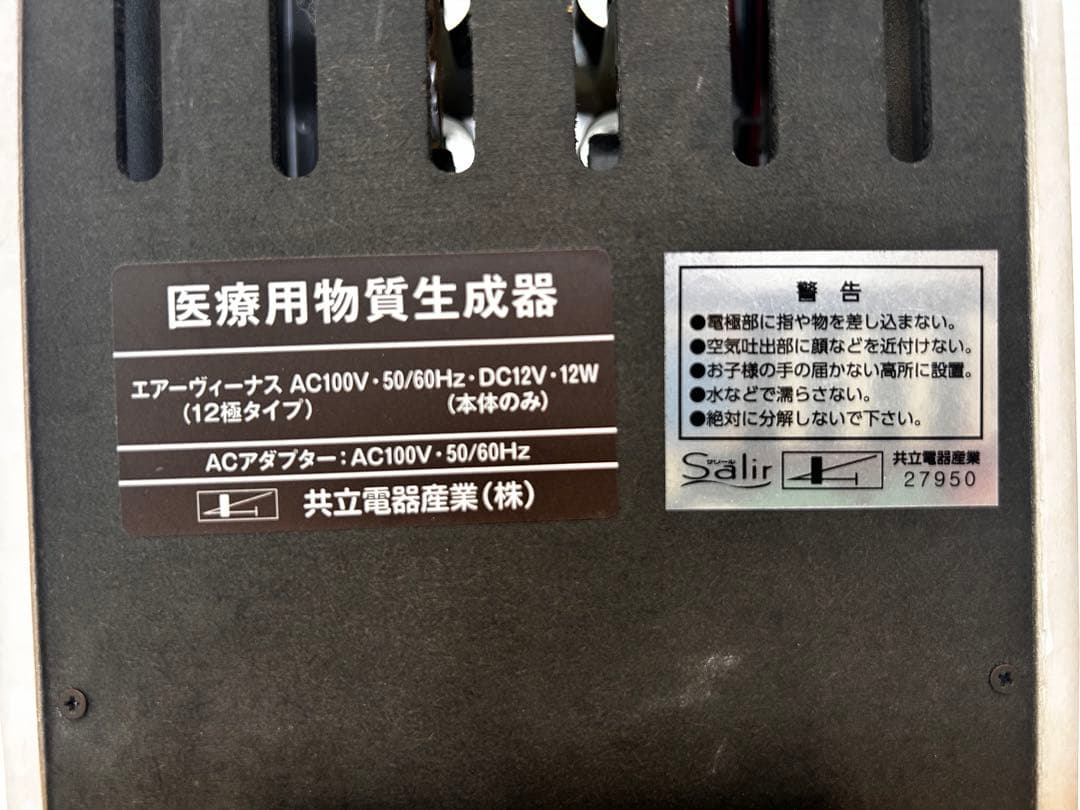 医療用物質生成器
エアーヴィーナス AC100V・50/60Hz・DC12V・12W
(12極タイプ) (本体のみ)
ACアダプター:AC100V・50/60Hz
共立電器産業(株)
警告
●電極部に指や物を差し込まない。
●空気吐出部に顔などを近付けない。
●お子様の手の届かない高所に設置。
●水などで濡らさない。
●絶対に分解しないで下さい。
サリール
Salir 共立電器産業
27950